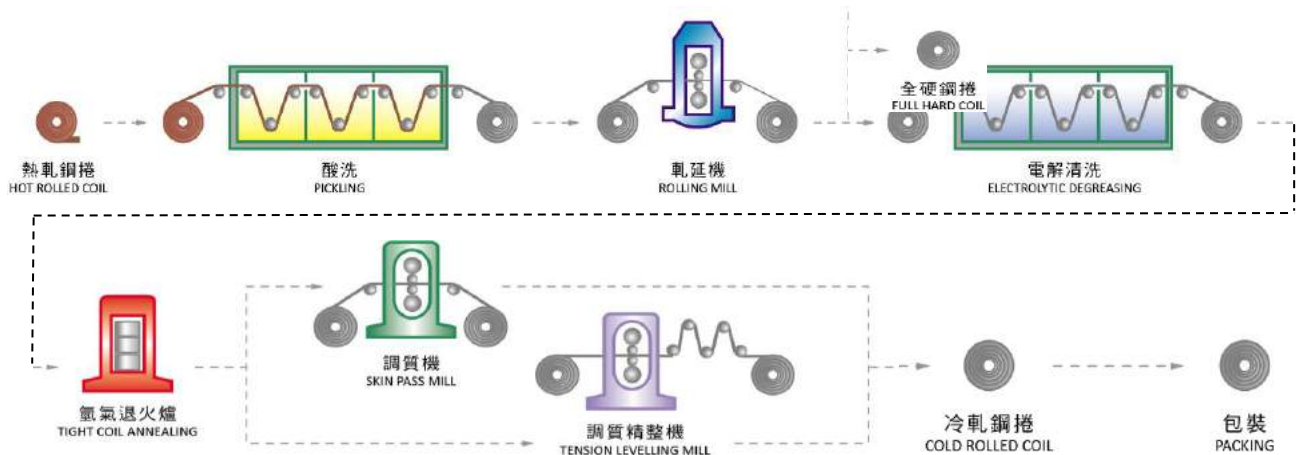 熱軋鋼捲
HOT ROLLED COIL
酸洗
PICKLING
軋延機
ROLLING MILL
全硬鋼捲
FULL HARD COIL
電解清洗
ELECTROLYTIC DEGREASING
氫氣退火爐
TIGHT COIL ANNEALING
調質機
SKIN PASS MILL
調質精整機
TENSION LEVELLING MILL
冷軋鋼捲
COLD ROLLED COIL
包裝
PACKING